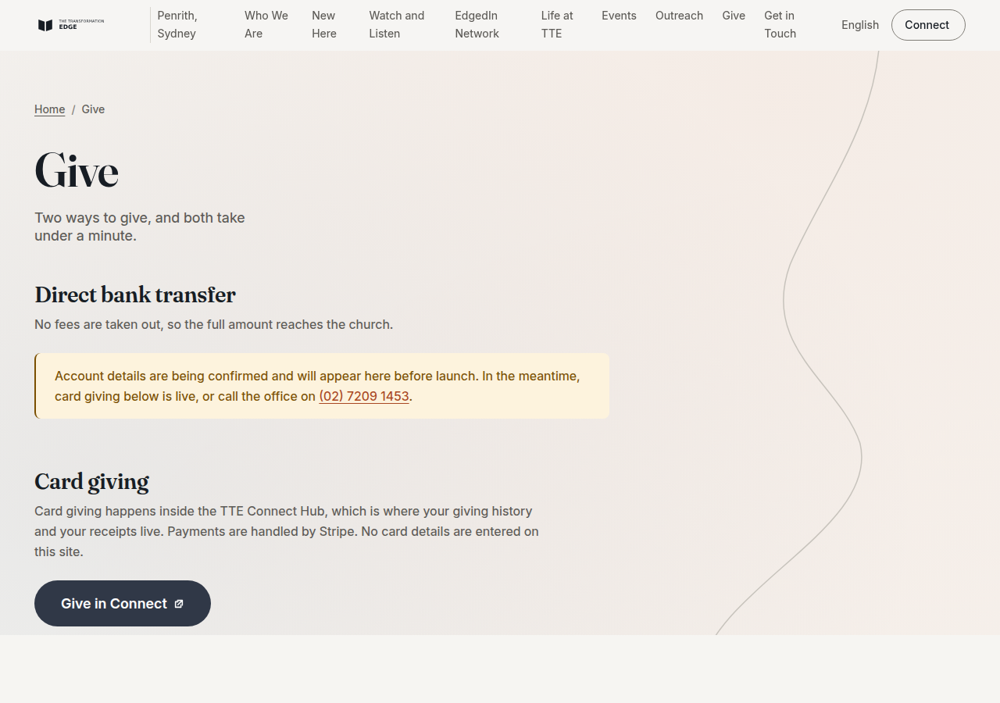 THE TRANSFORMATION
EDGE
Penrith,
Sydney
Who We
Are
New
Here
Watch and
Listen
EdgedIn
Network
Life at
TTE
Events
Outreach
Give
Get in
Touch
English
Connect
Home / Give
Give
Two ways to give, and both take
under a minute.
Direct bank transfer
No fees are taken out, so the full amount reaches the church.
Account details are being confirmed and will appear here before launch. In the meantime,
card giving below is live, or call the office on (02) 7209 1453.
Card giving
Card giving happens inside the TTE Connect Hub, which is where your giving history
and your receipts live. Payments are handled by Stripe. No card details are entered on
this site.
Give in Connect